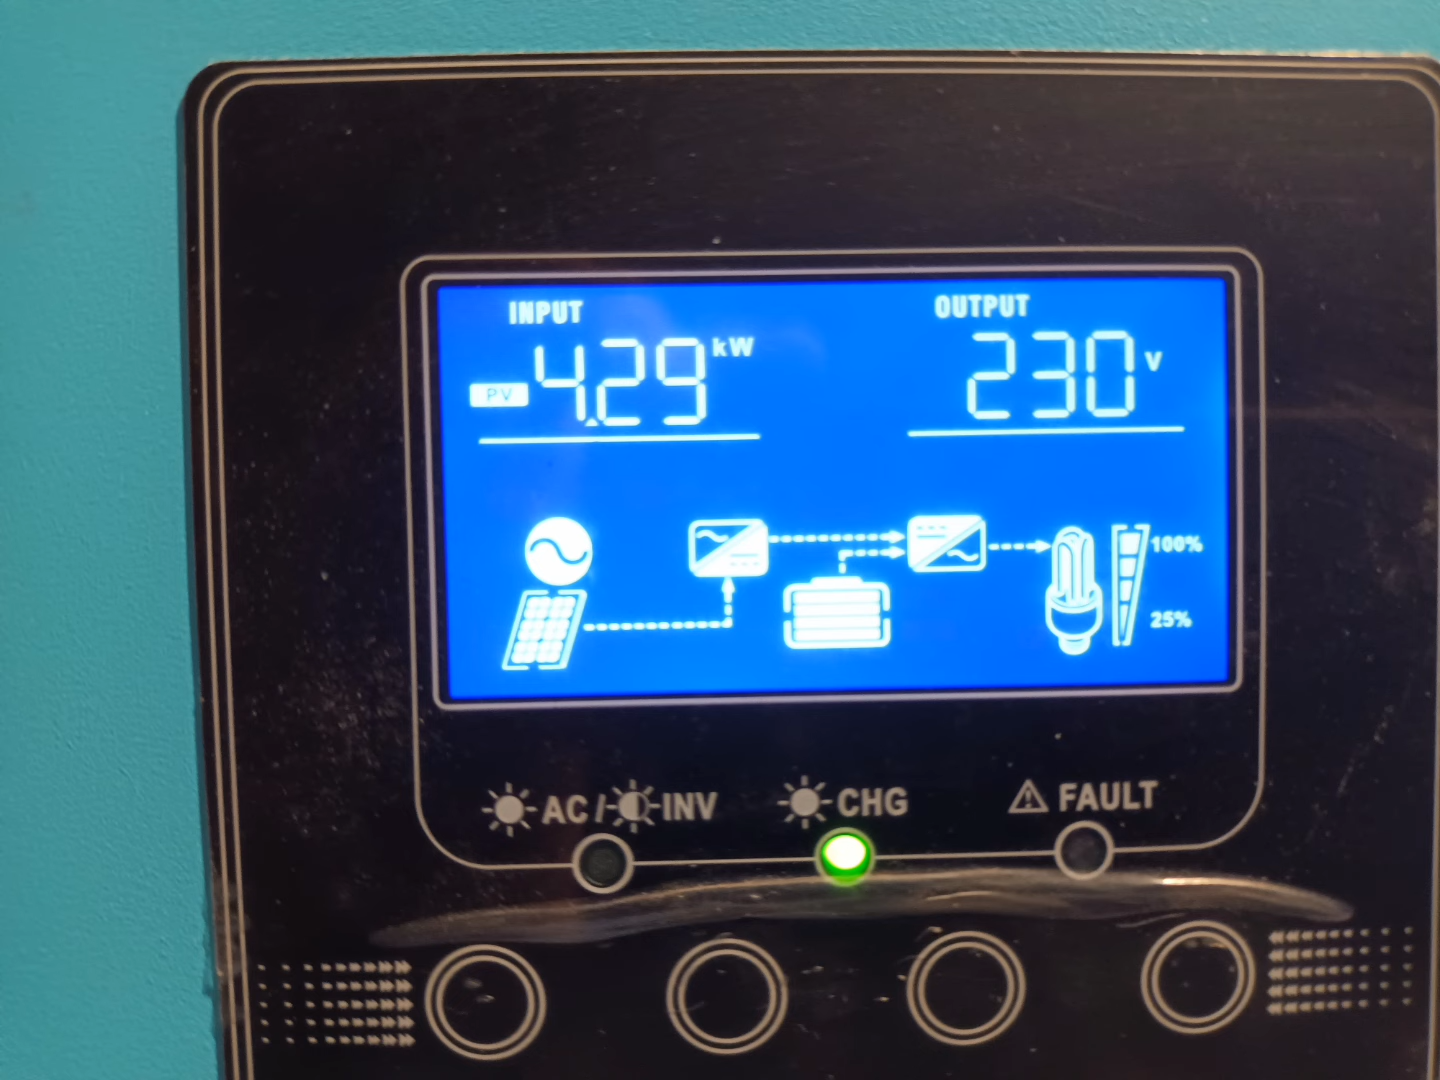 INPUT
OUTPUT
PV 4.29 kW
230 V
100%
25%
AC / INV
CHG
FAULT